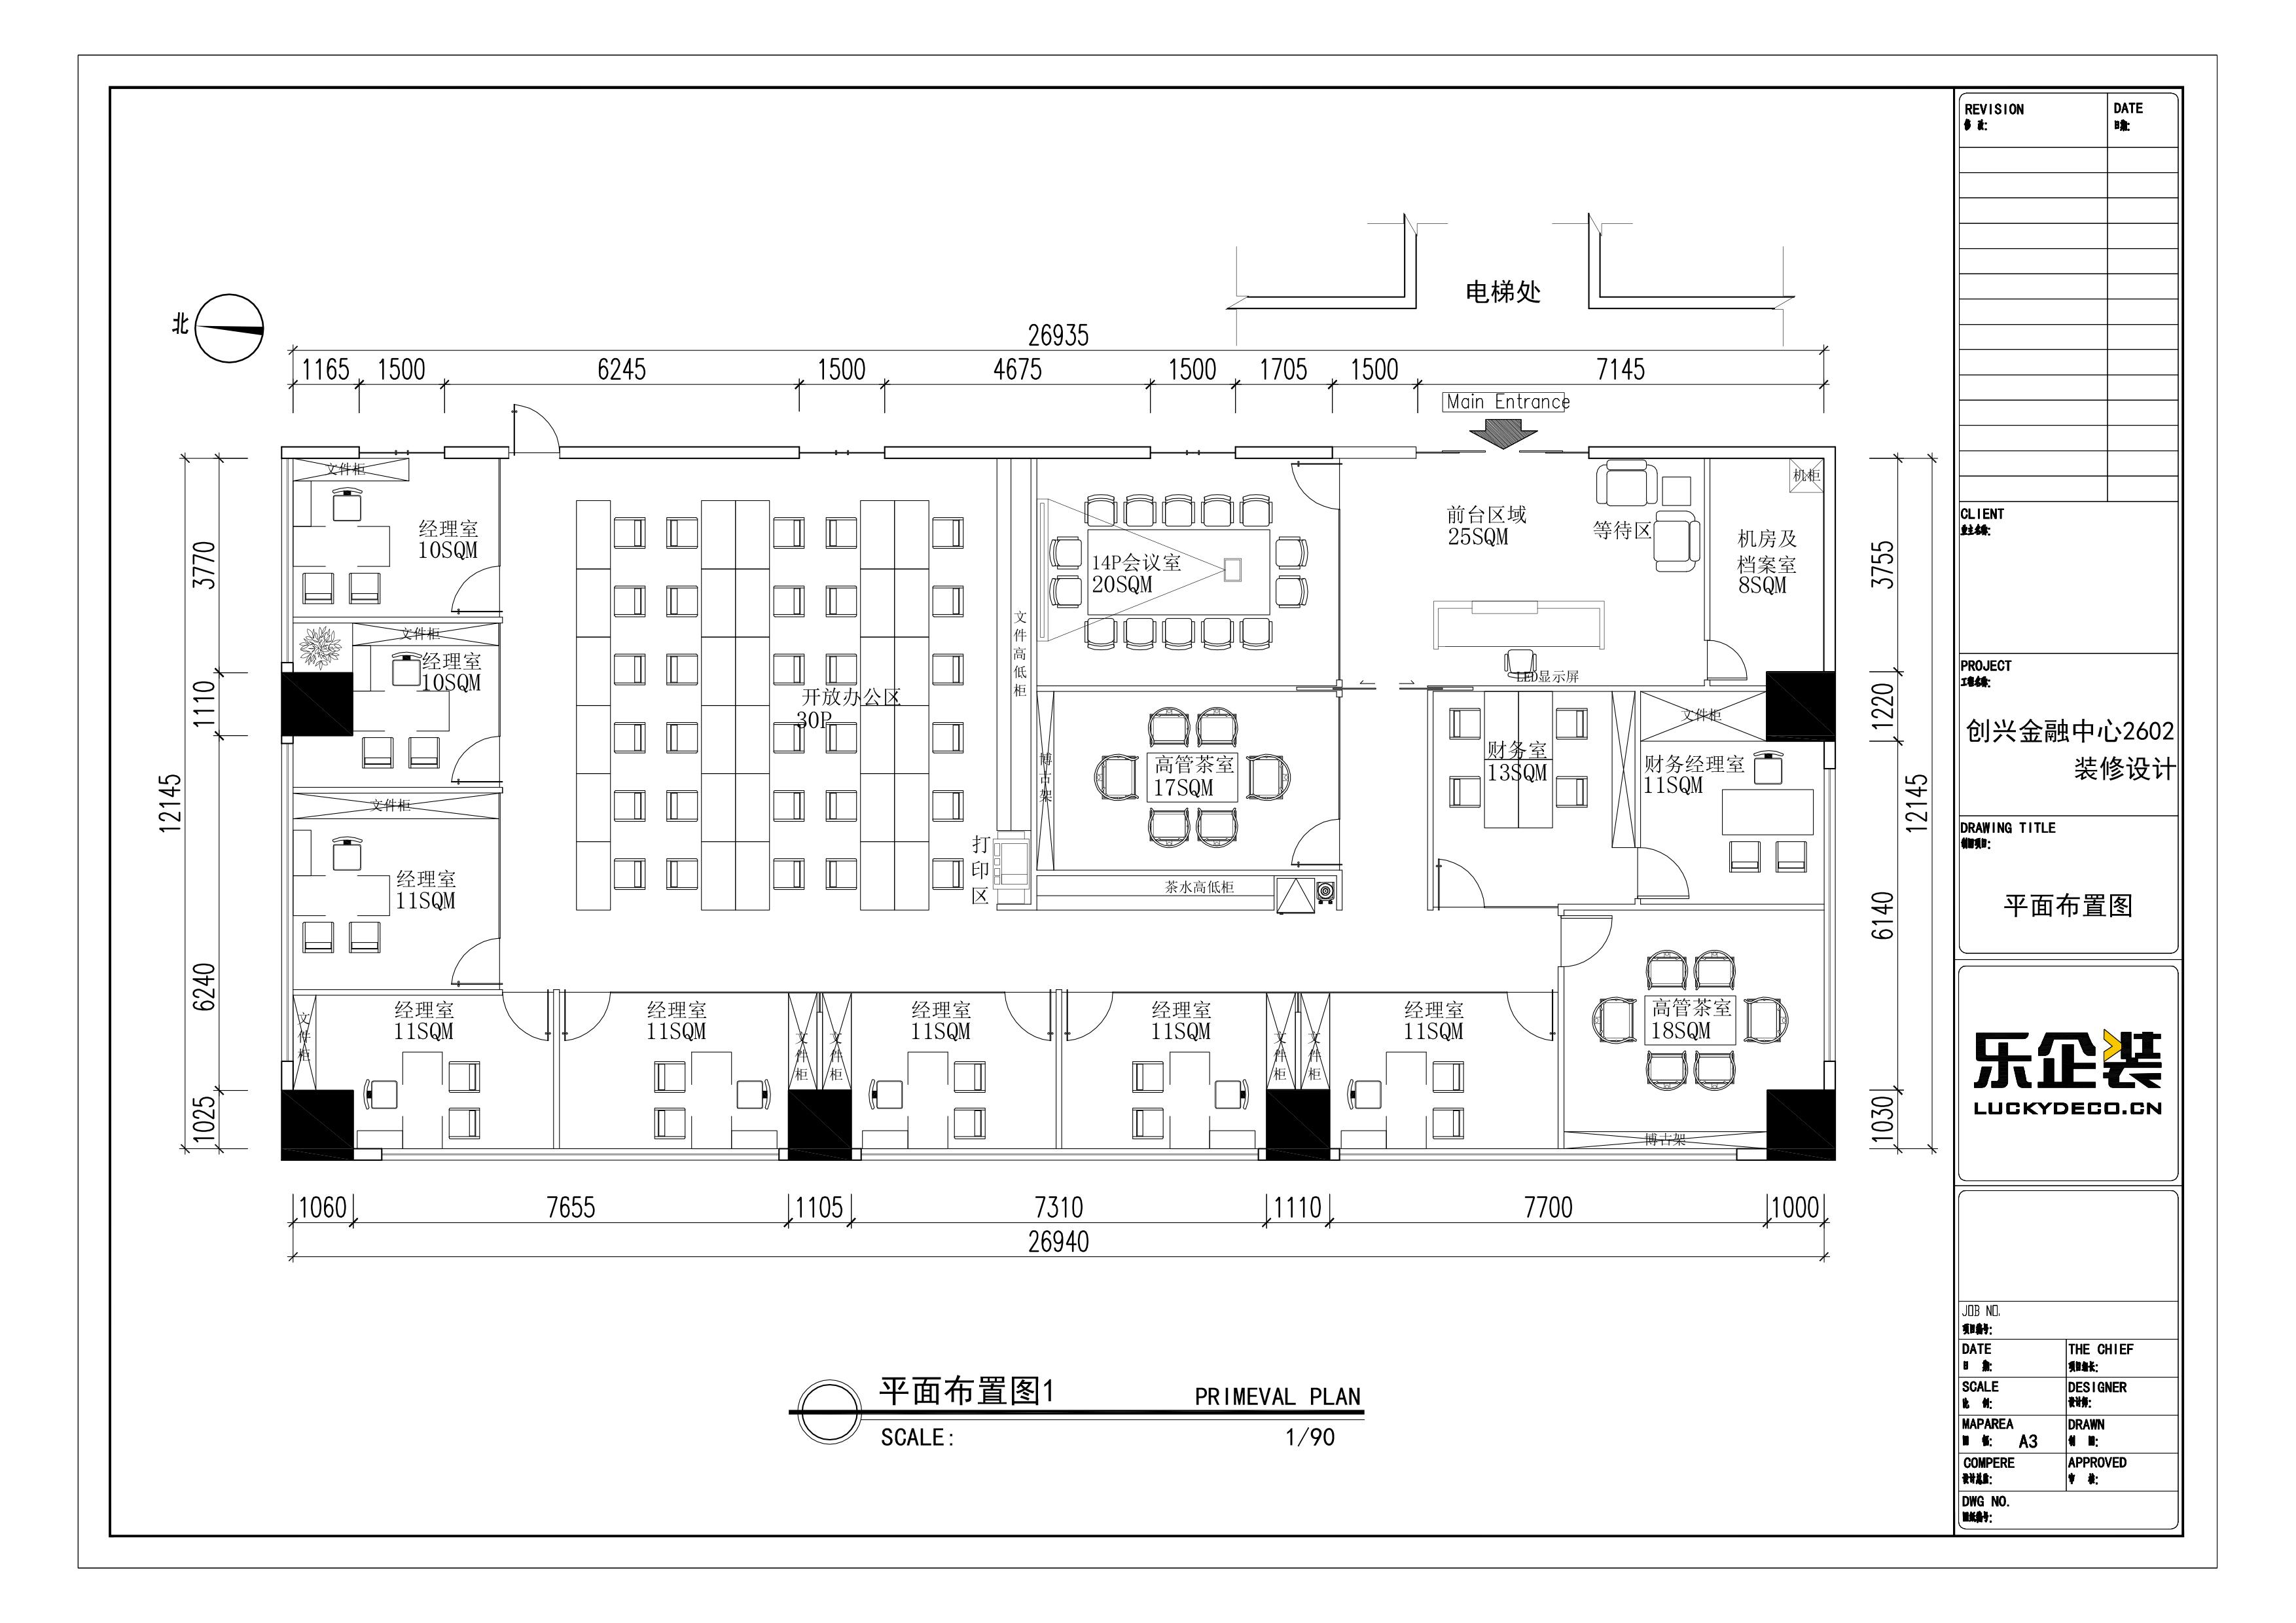 REVISION
修 改:
DATE
日期:
电梯处
北
26935
1165
1500
6245
1500
4675
1500
1705
1500
7145
Main Entrance
文件柜
经理室
10SQM
文件柜
经理室
10SQM
文件柜
经理室
11SQM
开放办公区
30P
文件高低柜
打印区
14P会议室
20SQM
博古架
高管茶室
17SQM
茶水高低柜
前台区域
25SQM
等待区
LED显示屏
机柜
机房及
档案室
8SQM
财务室
13SQM
文件柜
财务经理室
11SQM
高管茶室
18SQM
博古架
文件柜
经理室
11SQM
经理室
11SQM
文件柜
文件柜
经理室
11SQM
经理室
11SQM
文件柜
文件柜
经理室
11SQM
12145
3770
1110
6240
1025
3755
1220
6140
1030
12145
1060
7655
1105
7310
1110
7700
1000
26940
平面布置图1
PRIMEVAL PLAN
SCALE:
1/90
CLIENT
业主名称:
PROJECT
工程名称:
创兴金融中心2602
装修设计
DRAWING TITLE
平面布置图
乐企装
LUCKYDECO.CN
JOB NO.
项目编号:
DATE
日 期:
THE CHIEF
项目组长:
SCALE
比 例:
DESIGNER
设计师:
MAPAREA
图 幅: A3
DRAWN
制 图:
COMPERE
设计总监:
APPROVED
审 核:
DWG NO.
图纸编号: